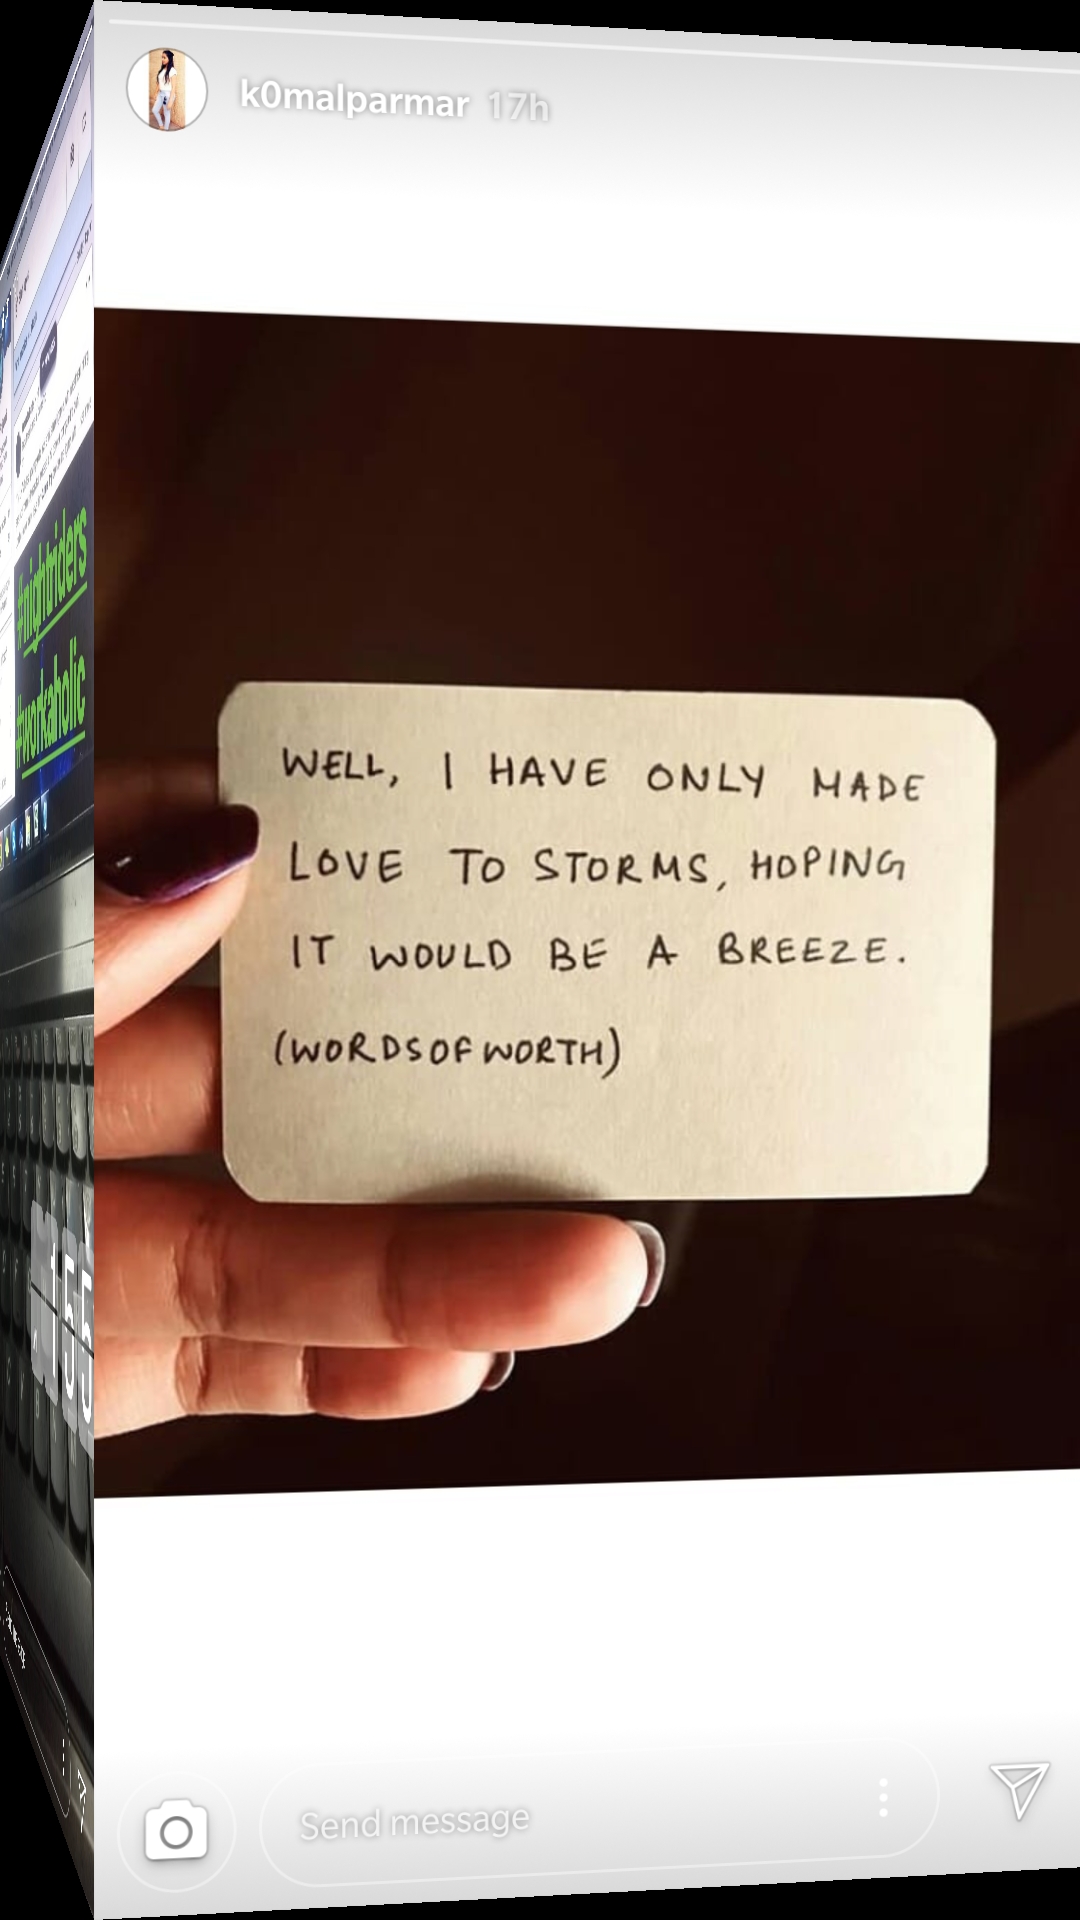 k0malparmar 17h
#nightriders
#workaholic
WELL, I HAVE ONLY MADE
LOVE TO STORMS, HOPING
IT WOULD BE A BREEZE.
(WORDSOFWORTH)
155
Send message